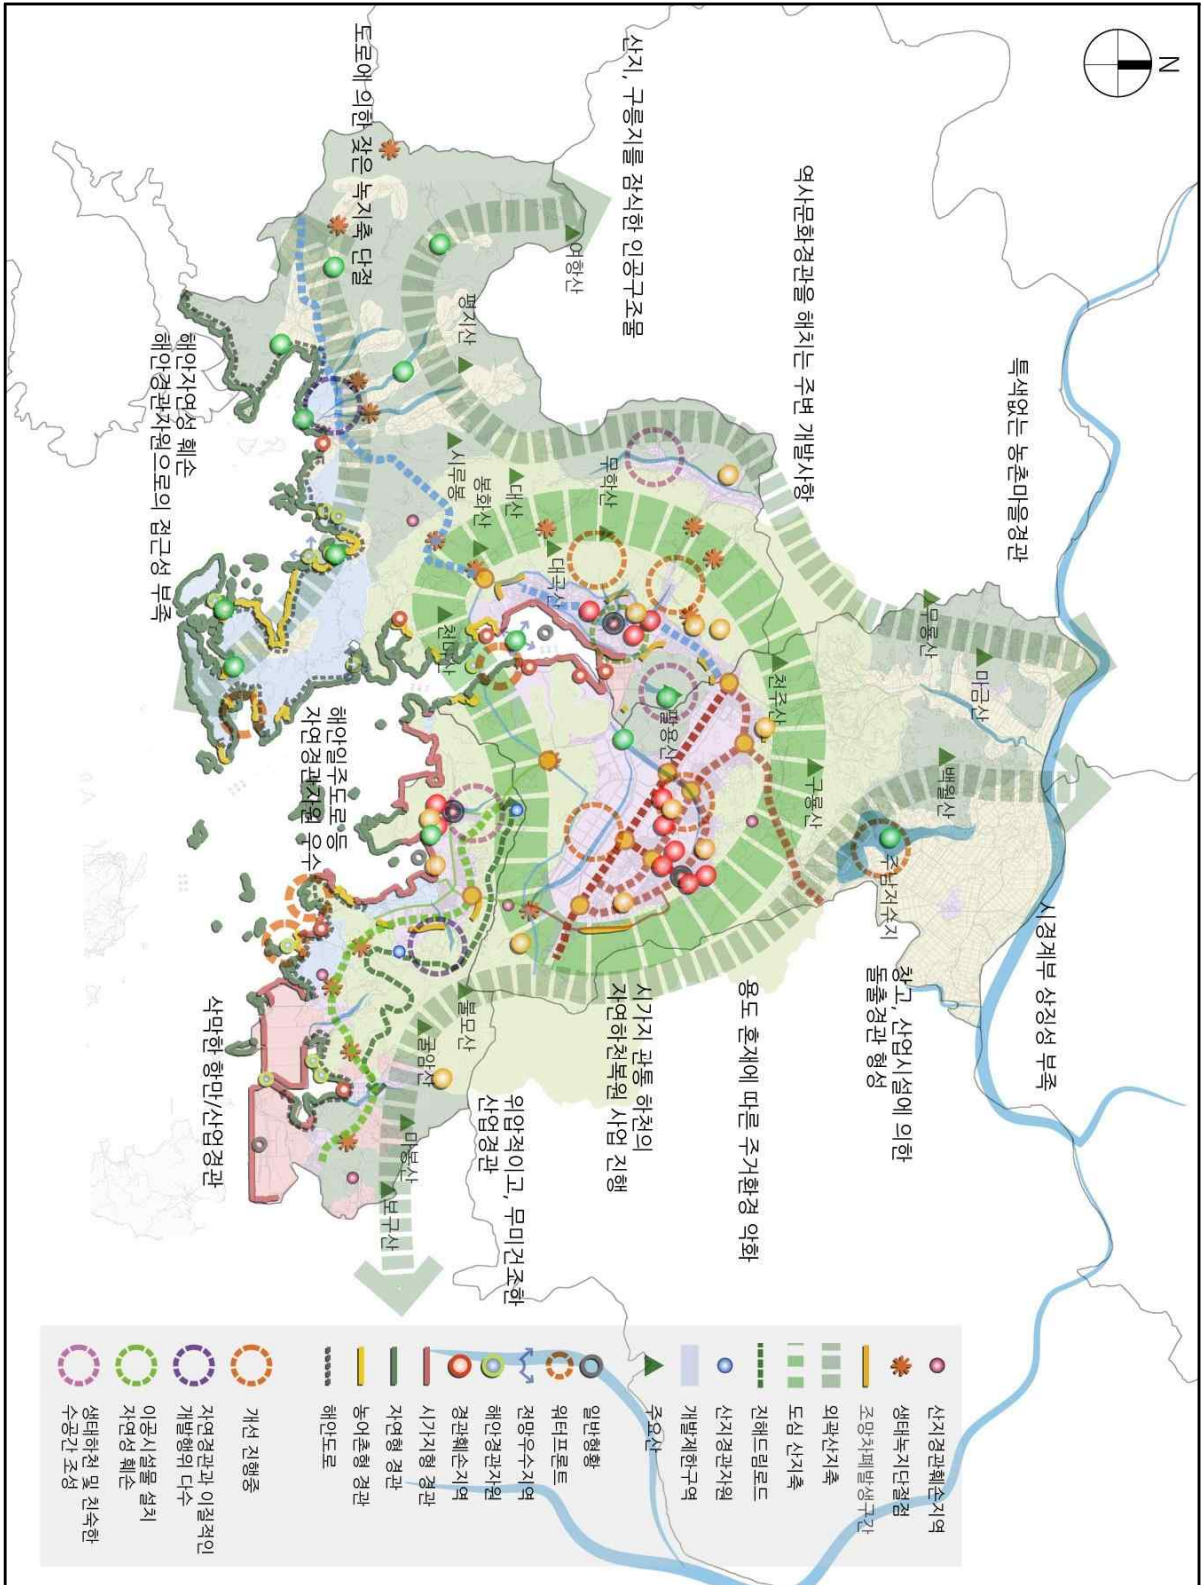 N
산지, 구릉지를 잠식한 인공구조물
역사문화경관을 해치는 주변 개발사항
특색없는 농촌마을경관
도로에 의한 잦은 녹지축 단절
여항산
평지산
시루봉
봉화산
대산
무학산
대곡산
천마산
팔용산
천주산
구룡산
무릉산
마금산
백월산
주남저수지
불모산
굴암산
마봉산
보구산
해안자연성 훼손
해안경관자원으로의 접근성 부족
해안일주도로 등
자연경관자원 우수
삭막한 항만/산업경관
위압적이고, 무미건조한
산업경관
시가지 관통 하천의
자연하천복원 사업 진행
용도 혼재에 따른 주거환경 악화
창고, 산업시설에 의한
돌출경관 형성
시경계부 상징성 부족
산지경관훼손지역
생태녹지단절점
조망차폐발생구간
외곽산지축
도심 산지축
진해드림로드
산지경관자원
개발제한구역
주요산
일반현황
워터프론트
전망우수지역
해안경관자원
경관훼손지역
시가지형 경관
자연형 경관
농어촌형 경관
해안도로
개선 진행중
자연경관과 이질적인
개발행위 다수
이공시설물 설치
자연성 훼손
생태하천 및 친숙한
수공간 조성